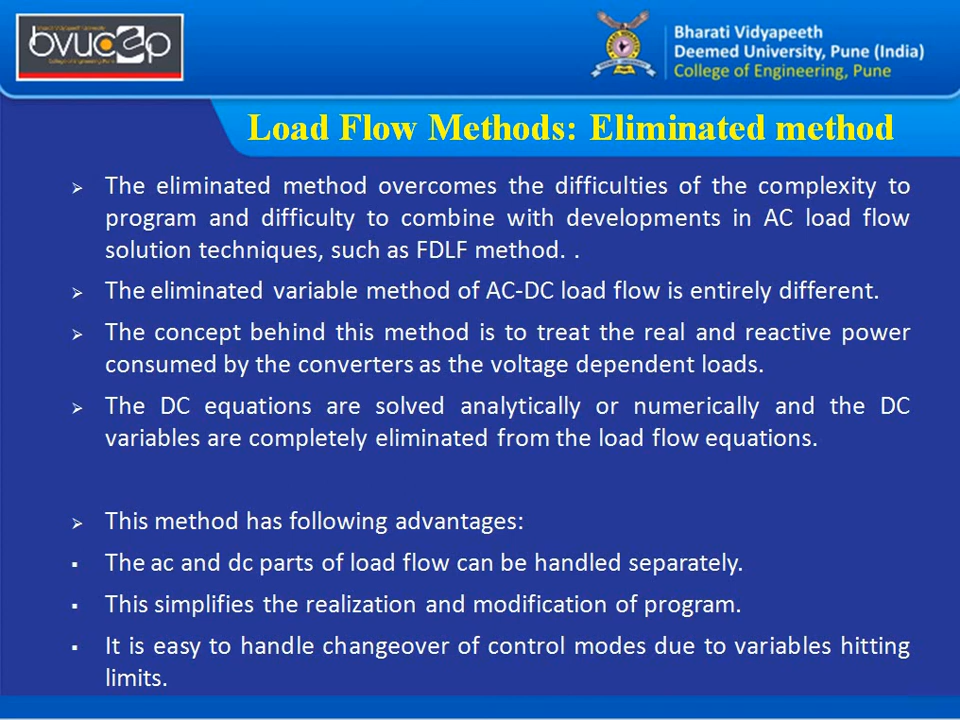 bvucoep
Bharati Vidyapeeth
Deemed University, Pune (India)
College of Engineering, Pune
Load Flow Methods: Eliminated method
The eliminated method overcomes the difficulties of the complexity to
program and difficulty to combine with developments in AC load flow
solution techniques, such as FDLF method. .
The eliminated variable method of AC-DC load flow is entirely different.
The concept behind this method is to treat the real and reactive power
consumed by the converters as the voltage dependent loads.
The DC equations are solved analytically or numerically and the DC
variables are completely eliminated from the load flow equations.
This method has following advantages:
The ac and dc parts of load flow can be handled separately.
This simplifies the realization and modification of program.
It is easy to handle changeover of control modes due to variables hitting
limits.